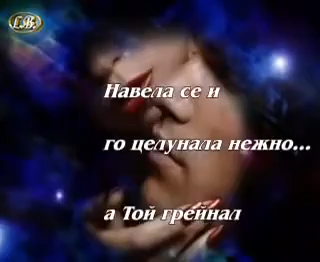 L.B.
Навела се и
го целунала нежно...
а Той грейнал